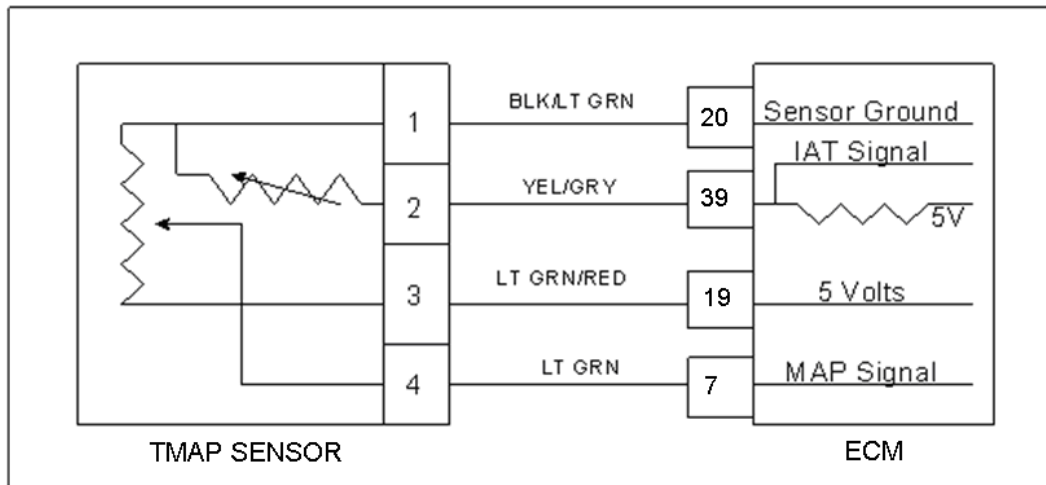 1
BLK/LT GRN
20
Sensor Ground
IAT Signal
2
YEL/GRY
39
5V
3
LT GRN/RED
19
5 Volts
4
LT GRN
7
MAP Signal
TMAP SENSOR
ECM